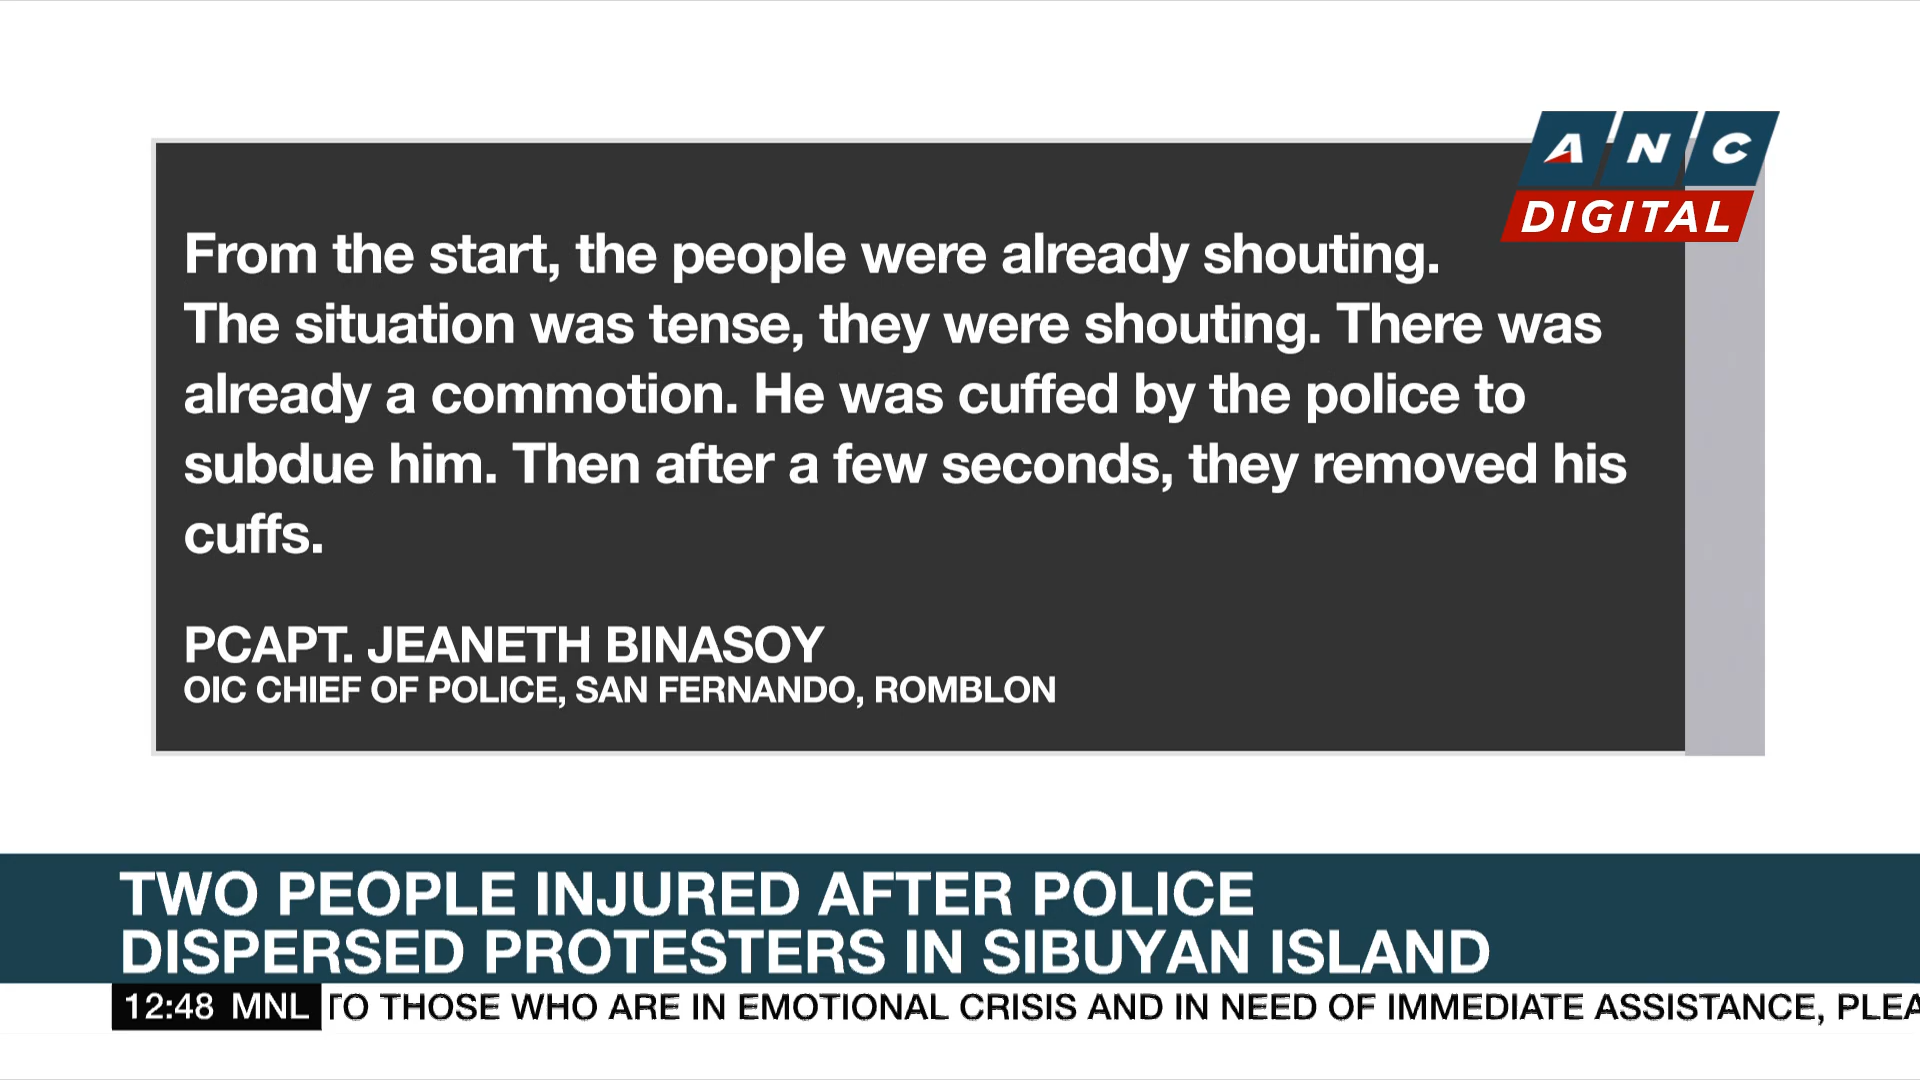 ANC
DIGITAL
From the start, the people were already shouting.
The situation was tense, they were shouting. There was
already a commotion. He was cuffed by the police to
subdue him. Then after a few seconds, they removed his
cuffs.
PCAPT. JEANETH BINASOY
OIC CHIEF OF POLICE, SAN FERNANDO, ROMBLON
TWO PEOPLE INJURED AFTER POLICE
DISPERSED PROTESTERS IN SIBUYAN ISLAND
12:48 MNL TO THOSE WHO ARE IN EMOTIONAL CRISIS AND IN NEED OF IMMEDIATE ASSISTANCE, PLEA